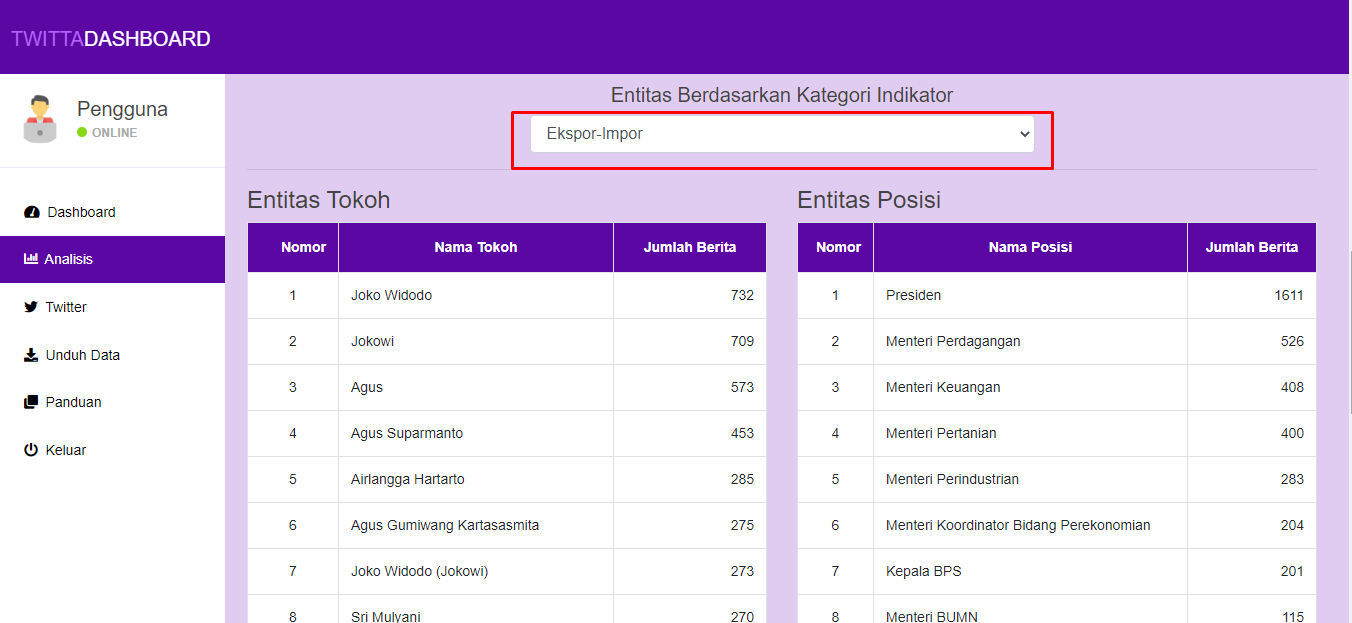 TWITTADASHBOARD
Pengguna
ONLINE
Dashboard
Analisis
Twitter
Unduh Data
Panduan
Keluar
Entitas Berdasarkan Kategori Indikator
Ekspor-Impor
Entitas Tokoh
Nomor Nama Tokoh Jumlah Berita
1 Joko Widodo 732
2 Jokowi 709
3 Agus 573
4 Agus Suparmanto 453
5 Airlangga Hartarto 285
6 Agus Gumiwang Kartasasmita 275
7 Joko Widodo (Jokowi) 273
8 Sri Mulyani 270
Entitas Posisi
Nomor Nama Posisi Jumlah Berita
1 Presiden 1611
2 Menteri Perdagangan 526
3 Menteri Keuangan 408
4 Menteri Pertanian 400
5 Menteri Perindustrian 283
6 Menteri Koordinator Bidang Perekonomian 204
7 Kepala BPS 201
8 Menteri BUMN 115